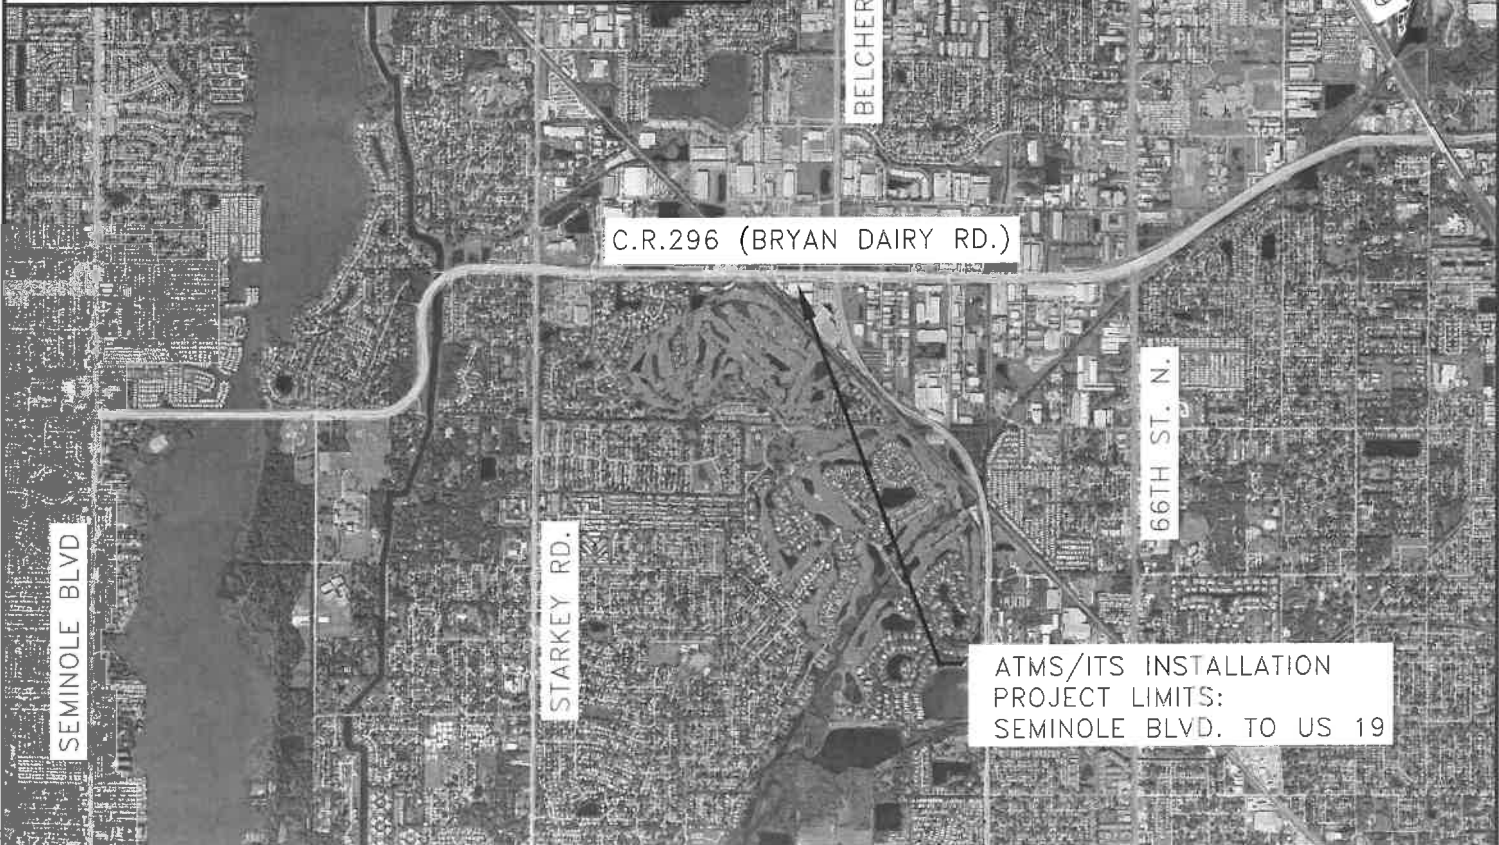 BELCHER
C.R.296 (BRYAN DAIRY RD.)
66TH ST. N.
SEMINOLE BLVD
STARKEY RD.
ATMS/ITS INSTALLATION
PROJECT LIMITS:
SEMINOLE BLVD. TO US 19